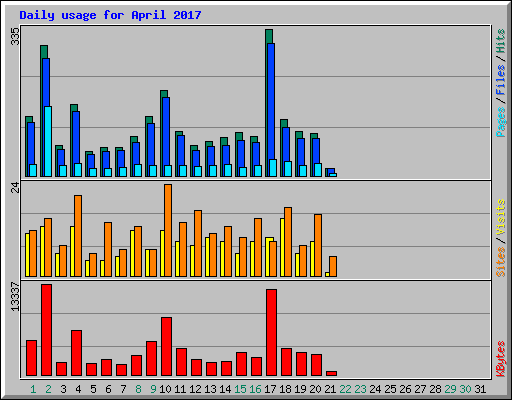 Daily usage for April 2017
335
Pages / Files / Hits
24
Sites / Visits
13337
KBytes
1 2 3 4 5 6 7 8 9 10 11 12 13 14 15 16 17 18 19 20 21 22 23 24 25 26 27 28 29 30 31